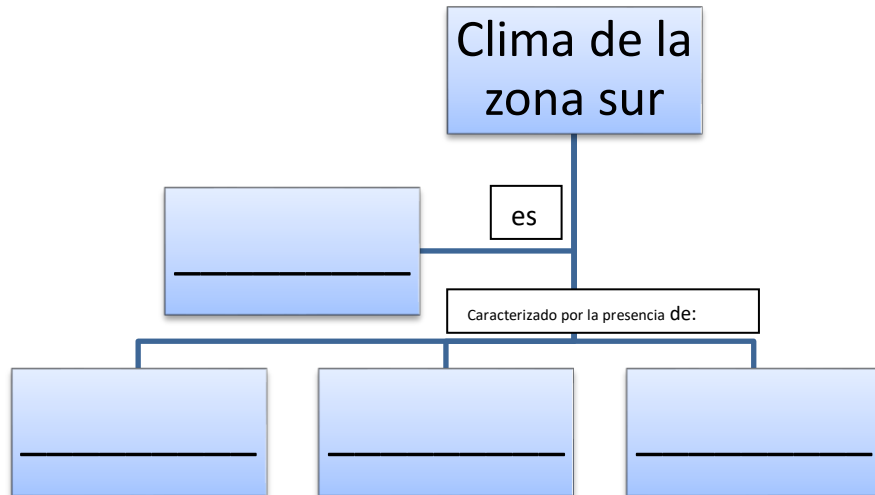 Clima de la
zona sur
es
Caracterizado por la presencia de: